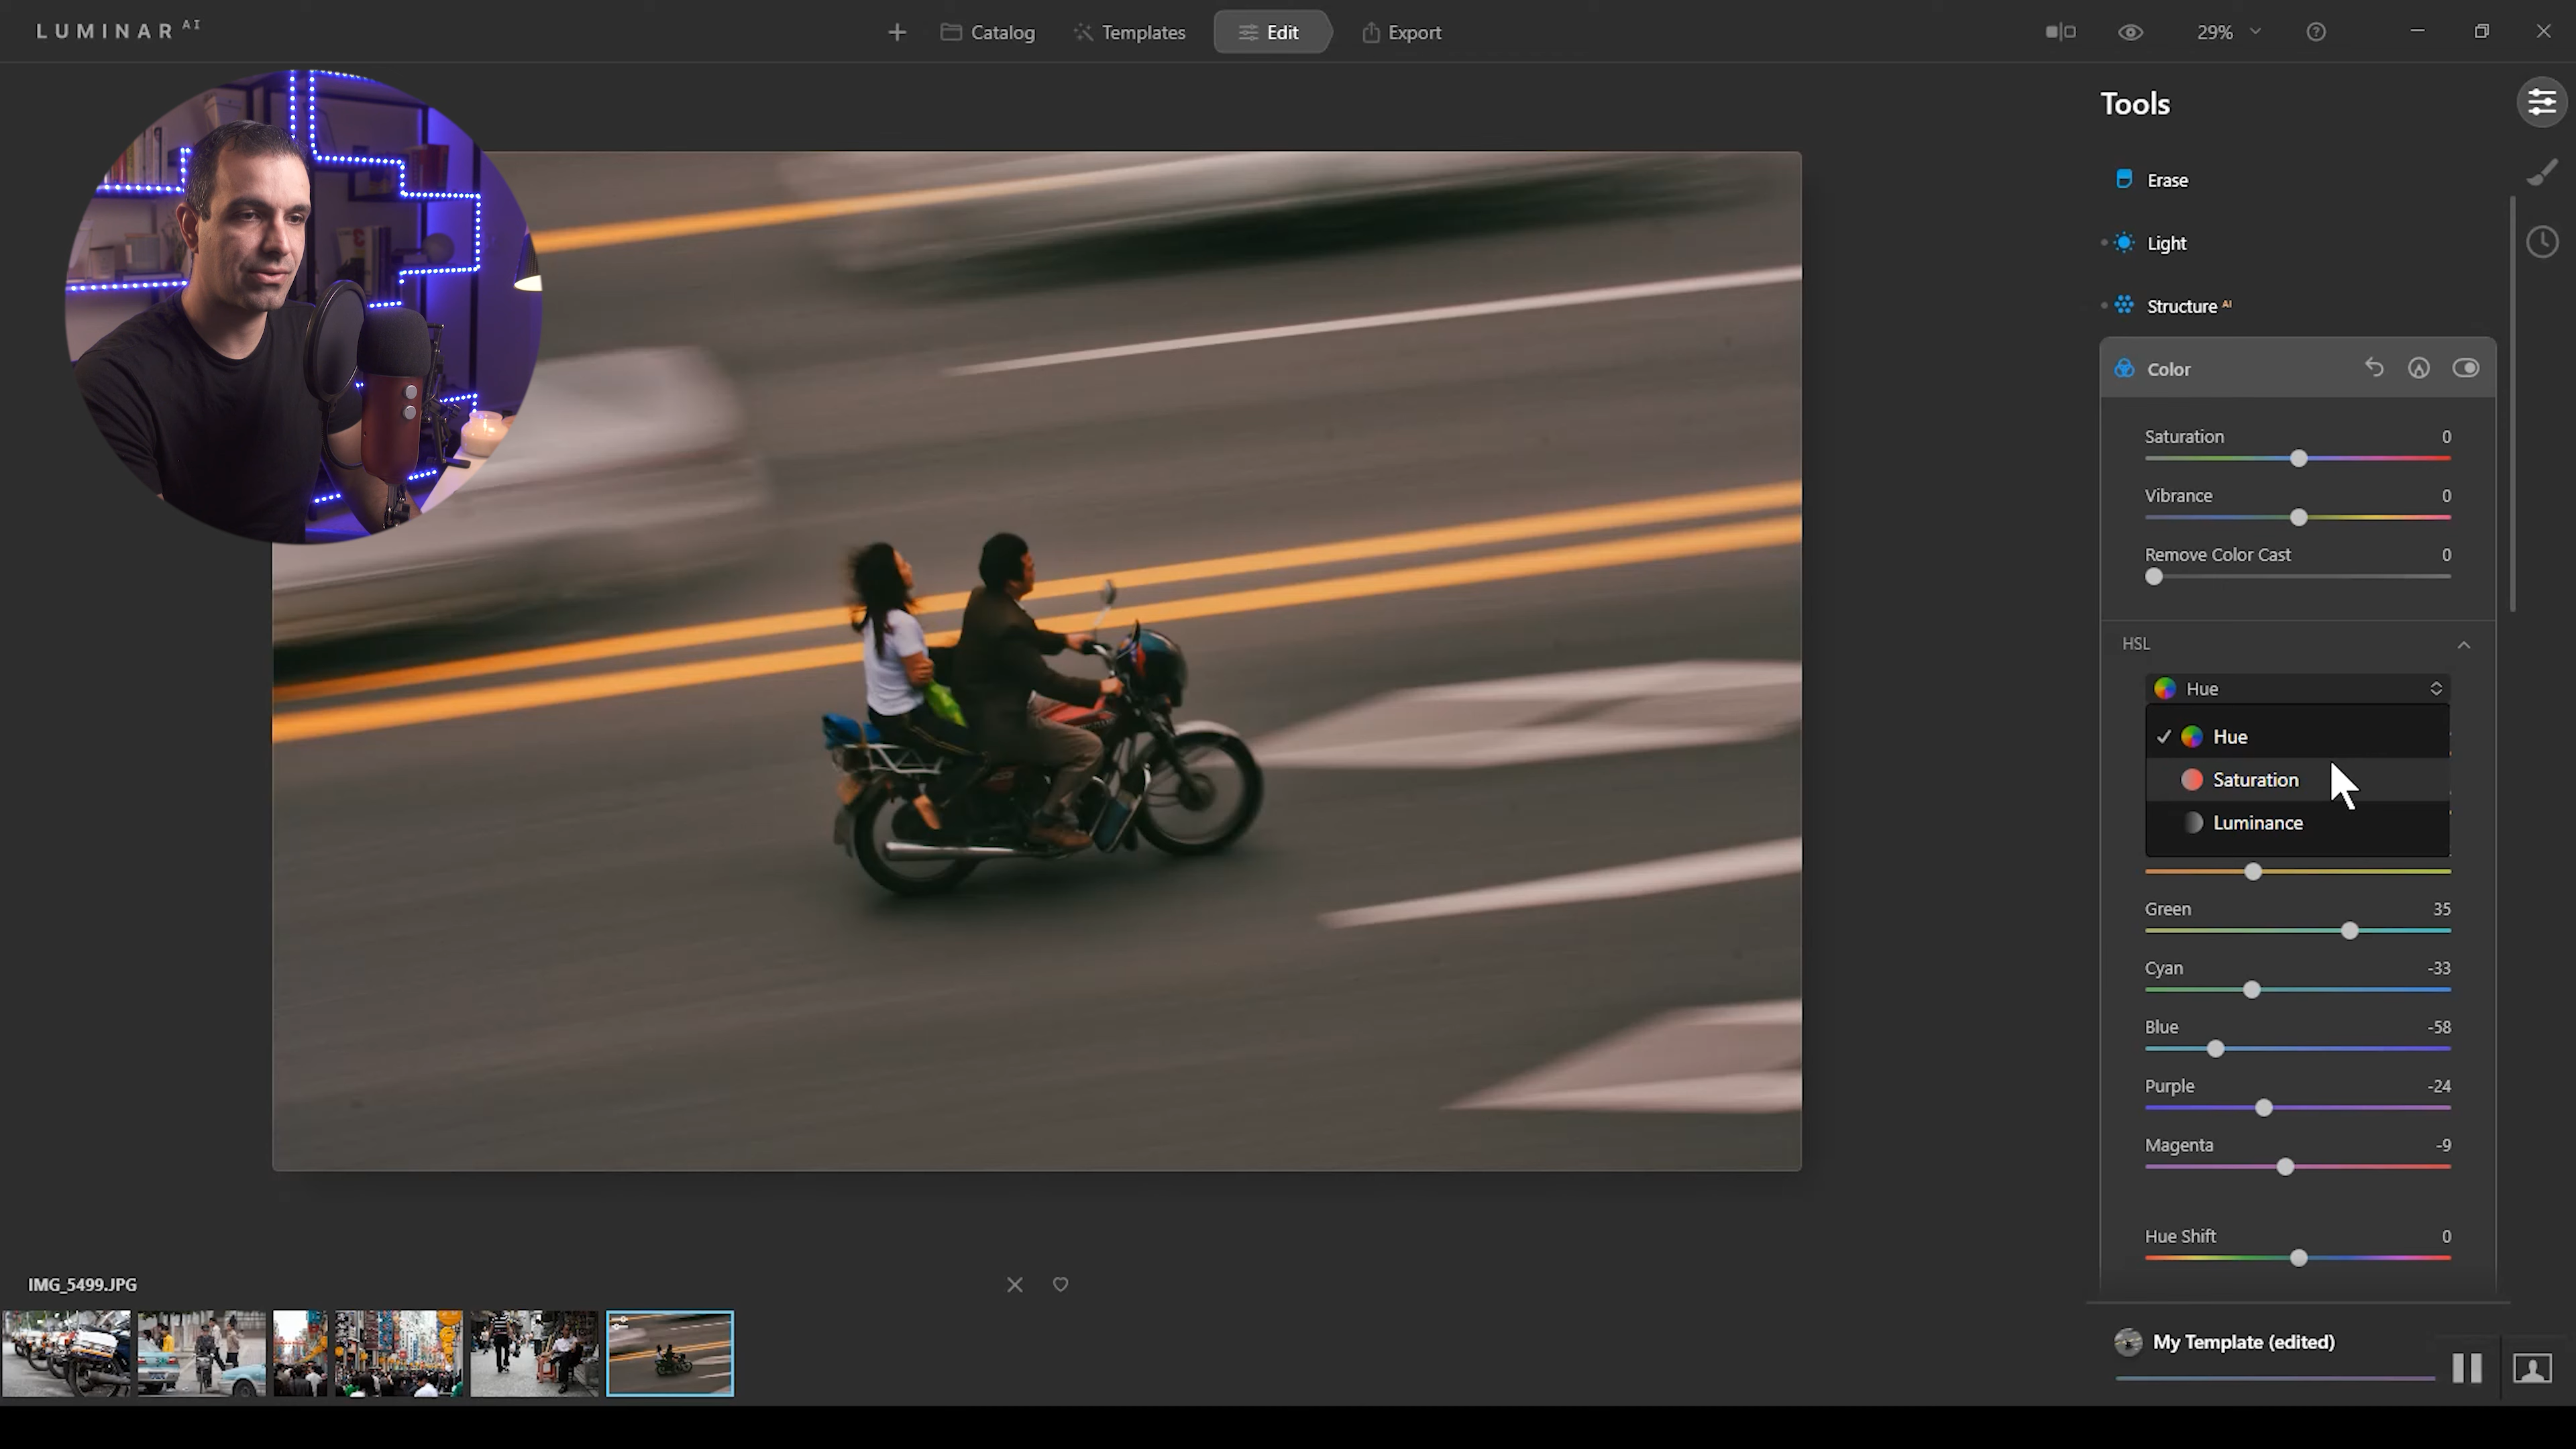 LUMINAR AI
Catalog
Templates
Edit
Export
29%
Tools
Erase
Light
Structure AI
Color
Saturation 0
Vibrance 0
Remove Color Cast 0
HSL
Hue
Hue
Saturation
Luminance
Green 35
Cyan -33
Blue -58
Purple -24
Magenta -9
Hue Shift 0
IMG_5499.JPG
My Template (edited)